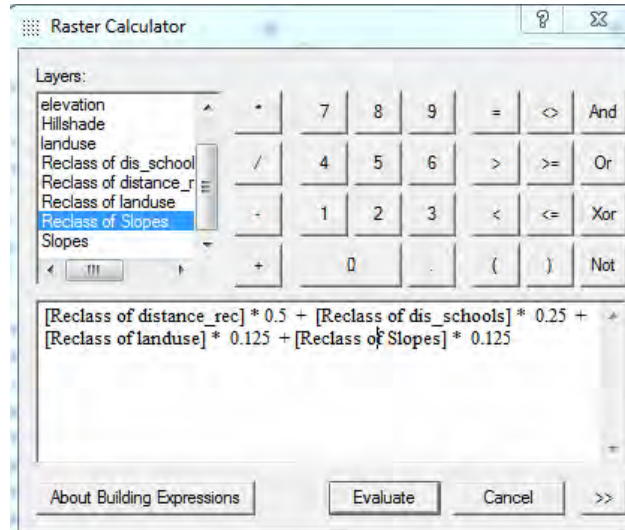 Raster Calculator
Layers:
elevation
Hillshade
landuse
Reclass of dis_school
Reclass of distance_r
Reclass of landuse
Reclass of Slopes
Slopes
* 7 8 9 = <> And
/ 4 5 6 > >= Or
- 1 2 3 < <= Xor
+ 0 . ( ) Not
[Reclass of distance_rec] * 0.5 + [Reclass of dis_schools] * 0.25 +
[Reclass of landuse] * 0.125 + [Reclass of Slopes] * 0.125
About Building Expressions
Evaluate
Cancel
>>